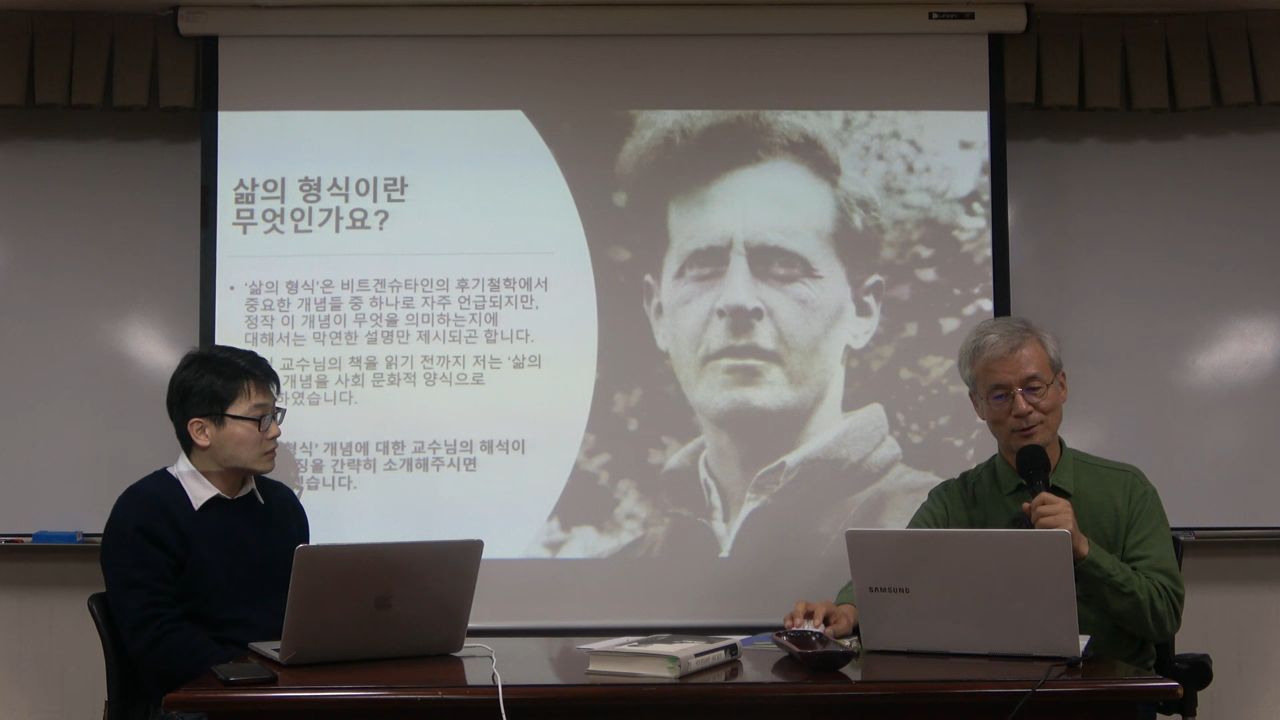 삶의 형식이란
무엇인가요?
• '삶의 형식'은 비트겐슈타인의 후기철학에서
중요한 개념들 중 하나로 자주 언급되지만,
정작 이 개념이 무엇을 의미하는지에
대해서는 막연한 설명만 제시되곤 합니다.
교수님의 책을 읽기 전까지 저는 '삶의
개념을 사회 문화적 양식으로
하였습니다.
형식' 개념에 대한 교수님의 해석이
징을 간략히 소개해주시면
습니다.
SAMSUNG